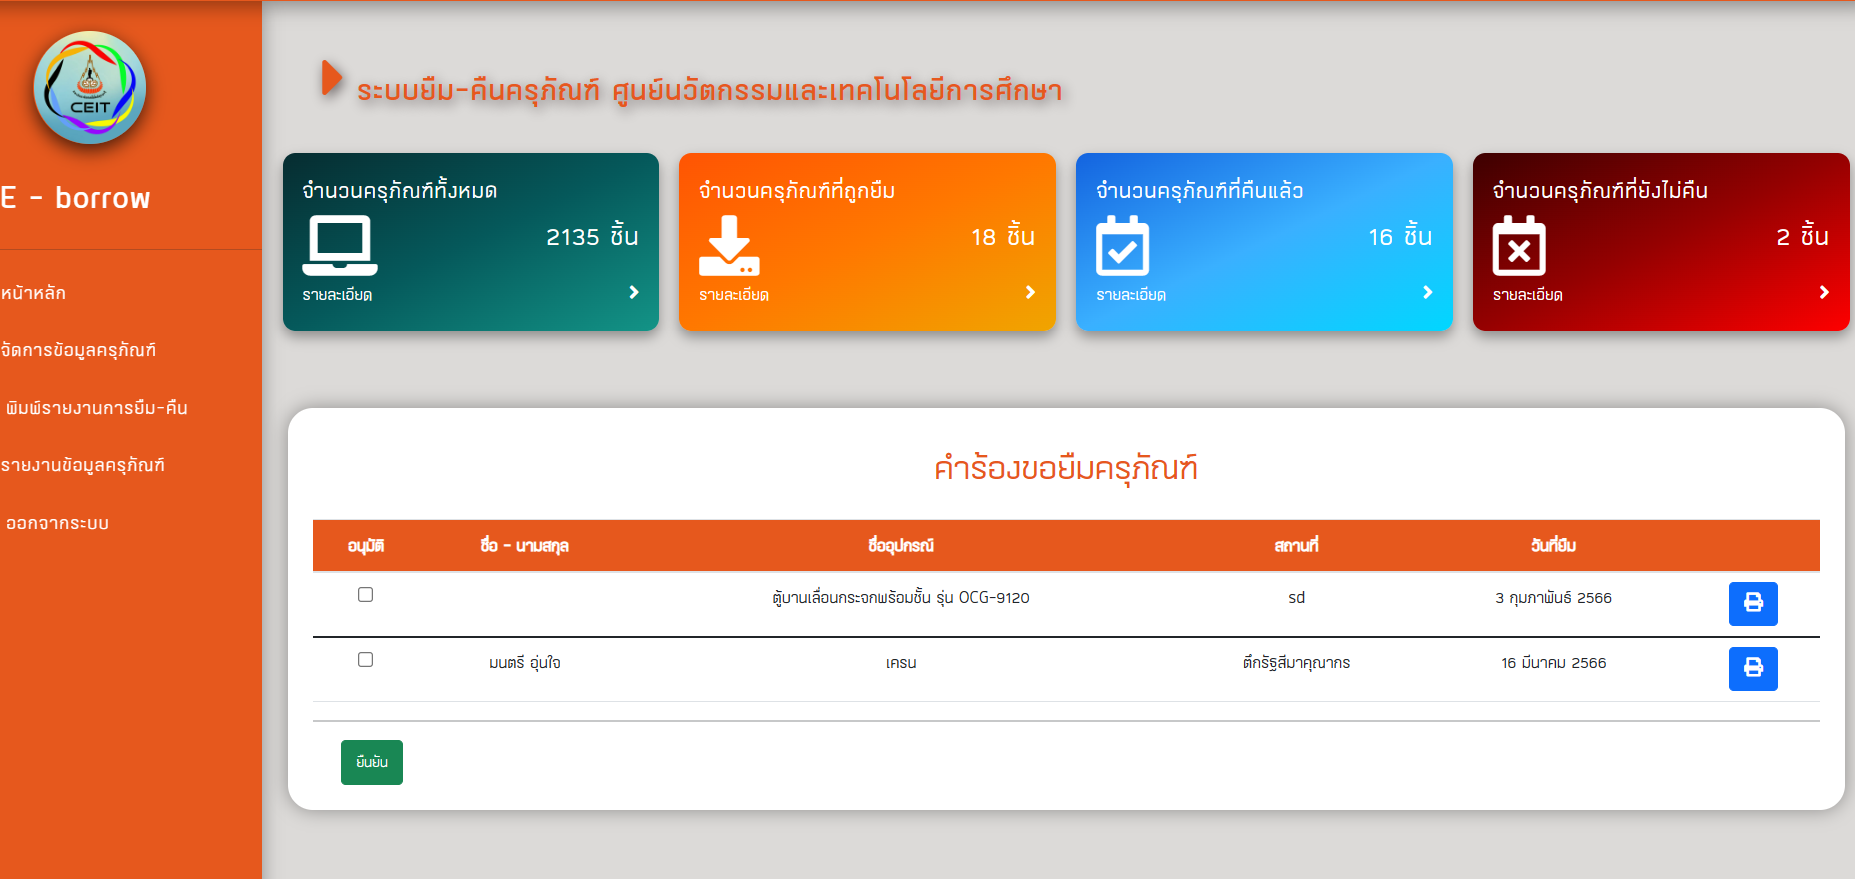 CEIT
E - borrow
หน้าหลัก
จัดการข้อมูลครุภัณฑ์
พิมพ์รายงานการยืม-คืน
รายงานข้อมูลครุภัณฑ์
ออกจากระบบ
ระบบยืม-คืนครุภัณฑ์ ศูนย์นวัตกรรมและเทคโนโลยีการศึกษา
จำนวนครุภัณฑ์ทั้งหมด
2135 ชิ้น
รายละเอียด
จำนวนครุภัณฑ์ที่ถูกยืม
18 ชิ้น
รายละเอียด
จำนวนครุภัณฑ์ที่คืนแล้ว
16 ชิ้น
รายละเอียด
จำนวนครุภัณฑ์ที่ยังไม่คืน
2 ชิ้น
รายละเอียด
คำร้องขอยืมครุภัณฑ์
อนุมัติ ชื่อ - นามสกุล ชื่ออุปกรณ์ สถานที่ วันที่ยืม
ตู้บานเลื่อนกระจกพร้อมชั้น รุ่น OCG-9120 sd 3 กุมภาพันธ์ 2566
มนตรี อุ่นใจ เครน ตึกรัฐสีมาคุณากร 16 มีนาคม 2566
ยืนยัน